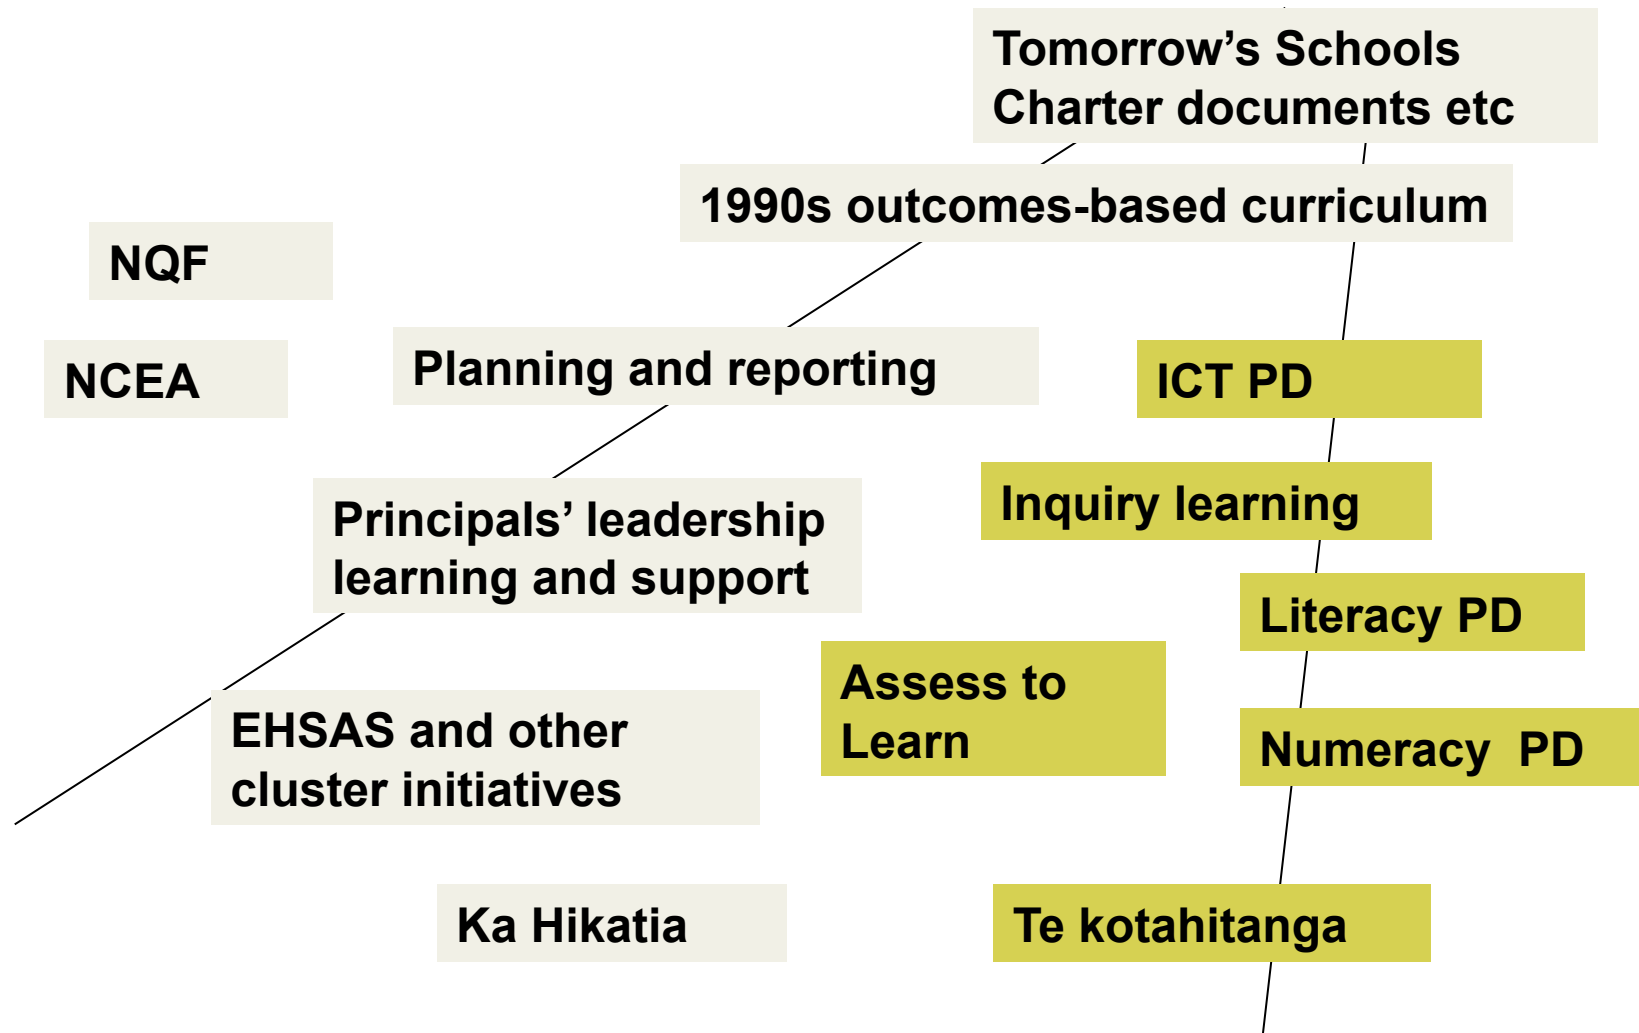 Tomorrow’s Schools
Charter documents etc
1990s outcomes-based curriculum
NQF
NCEA
Planning and reporting
ICT PD
Inquiry learning
Principals’ leadership
learning and support
Literacy PD
Assess to
Learn
EHSAS and other
cluster initiatives
Numeracy  PD
Ka Hikatia
Te kotahitanga